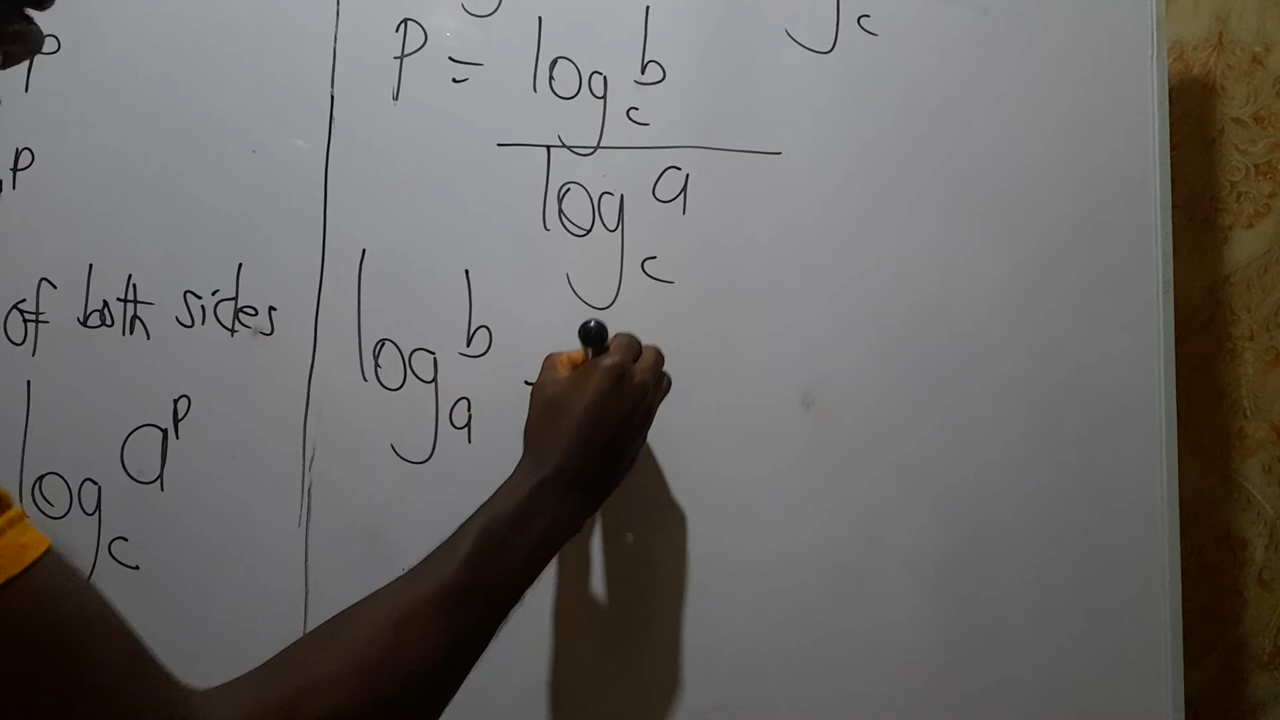 P
P
of both sides
log_c a^p
c
P = log_c b
log_c a
log_a b